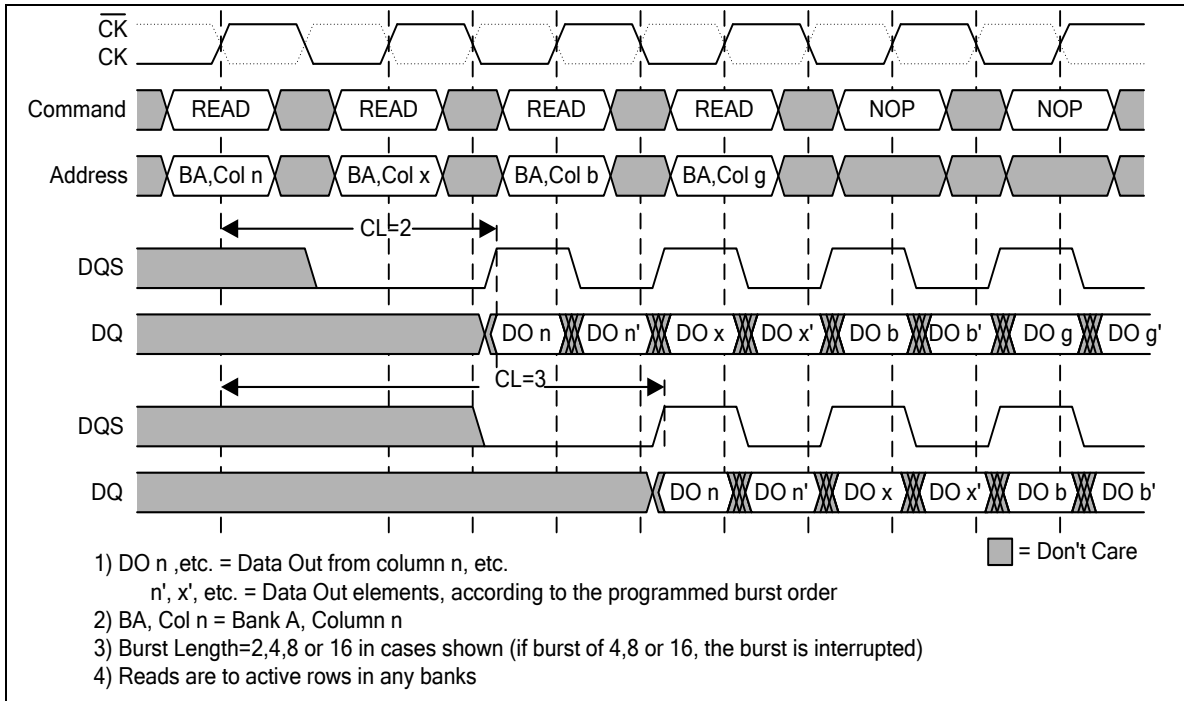 CK
CK
Command READ READ READ READ NOP NOP
Address BA,Col n BA,Col x BA,Col b BA,Col g
CL=2
DQS
DQ DO n DO n' DO x DO x' DO b DO b' DO g DO g'
CL=3
DQS
DQ DO n DO n' DO x DO x' DO b DO b'
= Don't Care
1) DO n ,etc. = Data Out from column n, etc.
n', x', etc. = Data Out elements, according to the programmed burst order
2) BA, Col n = Bank A, Column n
3) Burst Length=2,4,8 or 16 in cases shown (if burst of 4,8 or 16, the burst is interrupted)
4) Reads are to active rows in any banks